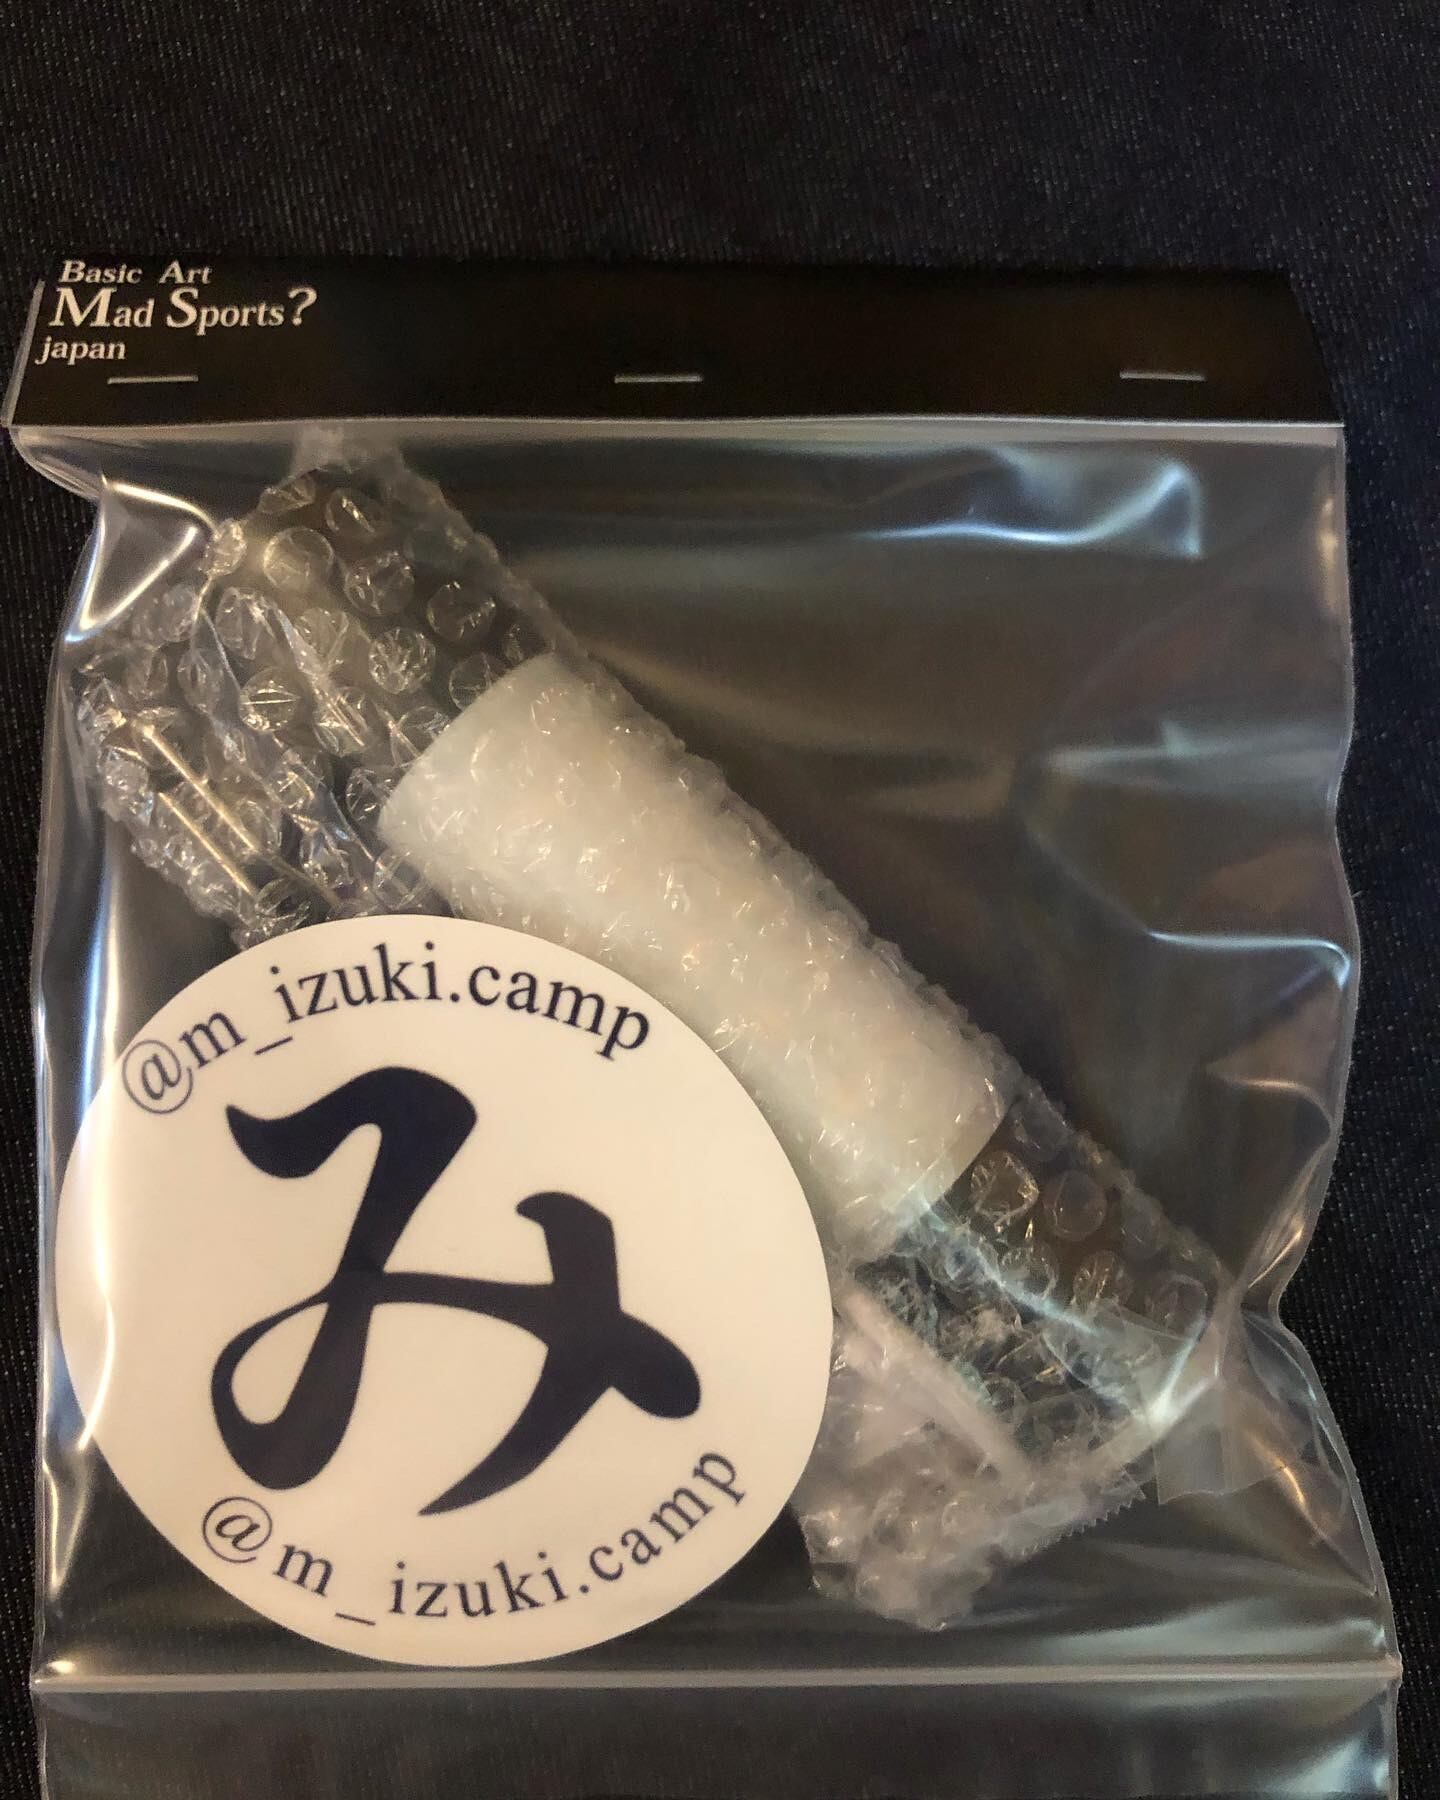 Basic Art
Mad Sports?
japan
@m_izuki.camp
み
@m_izuki.camp